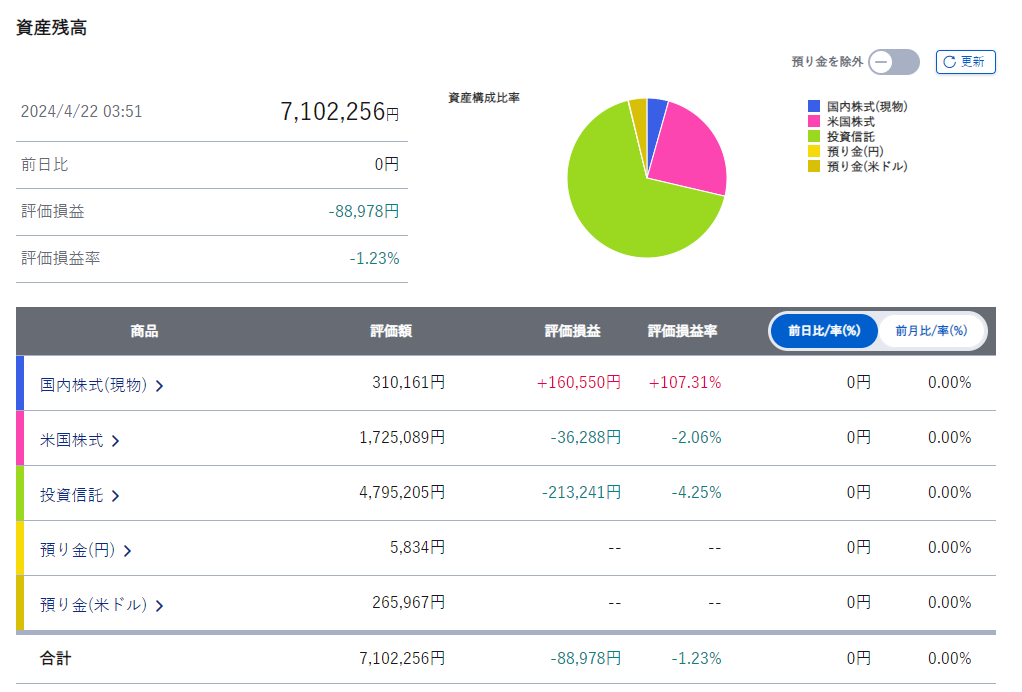 資産残高
預り金を除外 更新
2024/4/22 03:51 7,102,256円
前日比 0円
評価損益 -88,978円
評価損益率 -1.23%
資産構成比率
国内株式(現物)
米国株式
投資信託
預り金(円)
預り金(米ドル)
商品 評価額 評価損益 評価損益率 前日比/率(%) 前月比/率(%)
国内株式(現物) 310,161円 +160,550円 +107.31% 0円 0.00%
米国株式 1,725,089円 -36,288円 -2.06% 0円 0.00%
投資信託 4,795,205円 -213,241円 -4.25% 0円 0.00%
預り金(円) 5,834円 -- -- 0円 0.00%
預り金(米ドル) 265,967円 -- -- 0円 0.00%
合計 7,102,256円 -88,978円 -1.23% 0円 0.00%